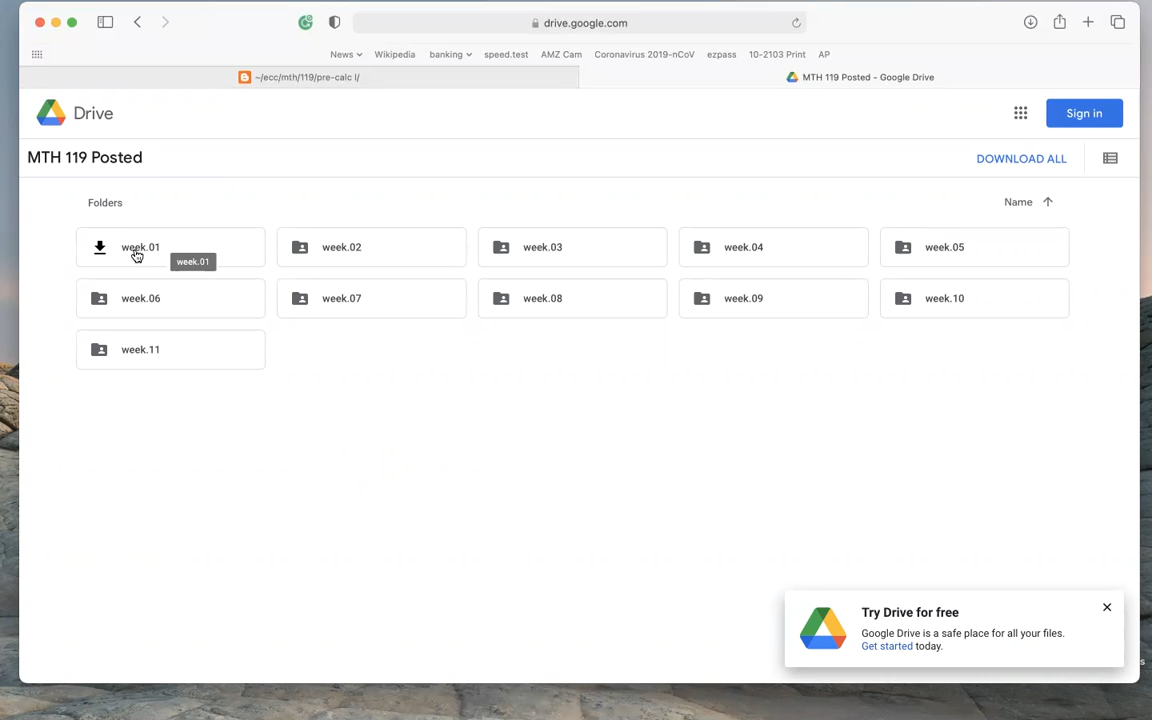 drive.google.com
News Wikipedia banking speed.test AMZ Cam Coronavirus 2019-nCoV ezpass 10-2103 Print AP
~/ecc/mth/119/pre-calc I/ MTH 119 Posted - Google Drive
Drive Sign in
MTH 119 Posted DOWNLOAD ALL
Folders Name
week.01 week.02 week.03 week.04 week.05
week.01
week.06 week.07 week.08 week.09 week.10
week.11
Try Drive for free
Google Drive is a safe place for all your files.
Get started today.